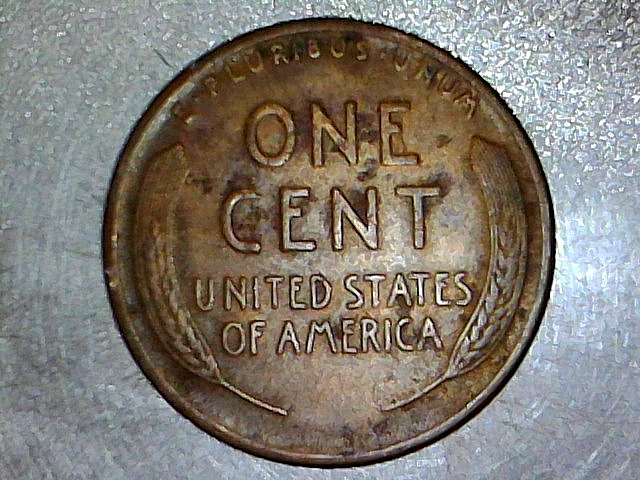 E · PLURIBUS · UNUM
ONE
CENT
UNITED STATES
OF AMERICA